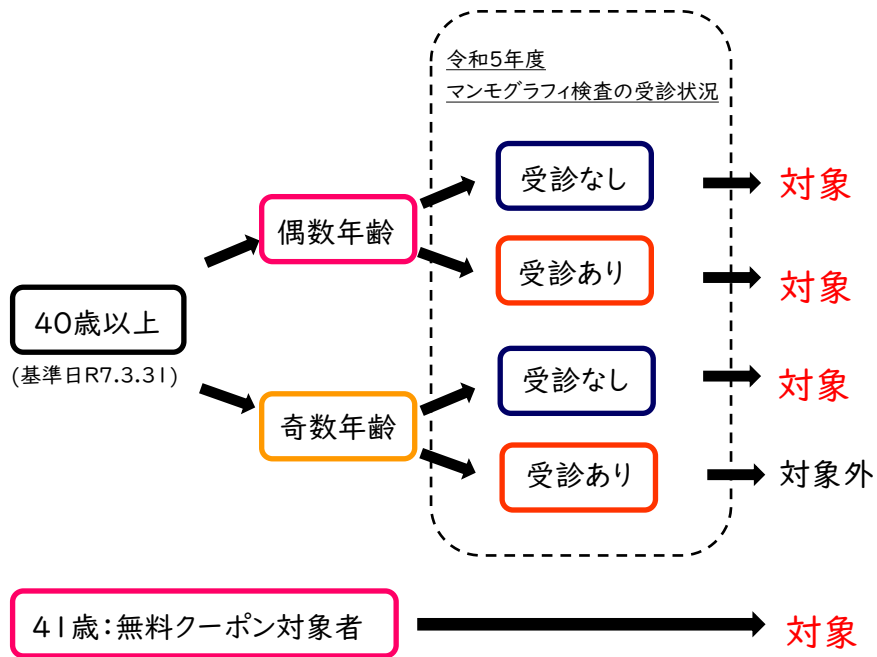 令和5年度
マンモグラフィ検査の受診状況
受診なし
対象
偶数年齢
受診あり
対象
40歳以上
(基準日R7.3.31)
受診なし
対象
奇数年齢
受診あり
対象外
41歳:無料クーポン対象者
対象